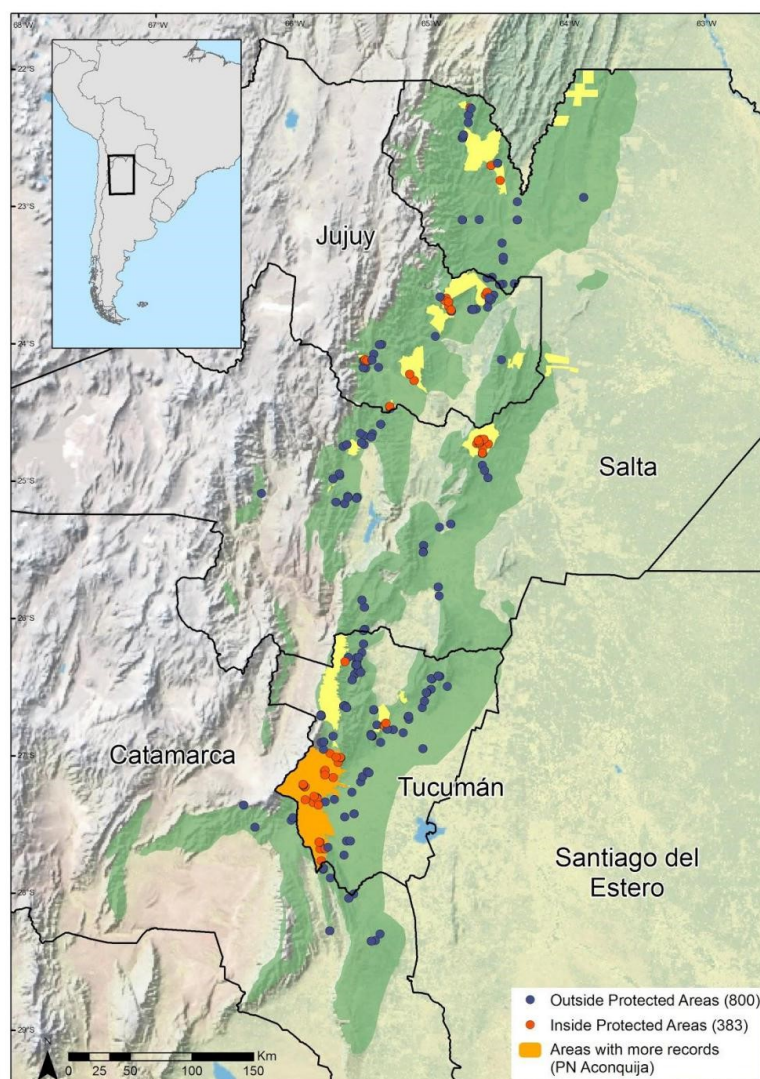 68°W 67°W 66°W 65°W 64°W 63°W
22°S
23°S
Jujuy
24°S
Salta
25°S
26°S
27°S
Catamarca
Tucumán
Santiago del
Estero
28°S
29°S
Outside Protected Areas (800)
Inside Protected Areas (383)
Areas with more records
(PN Aconquija)
N
0 25 50 100 150
Km